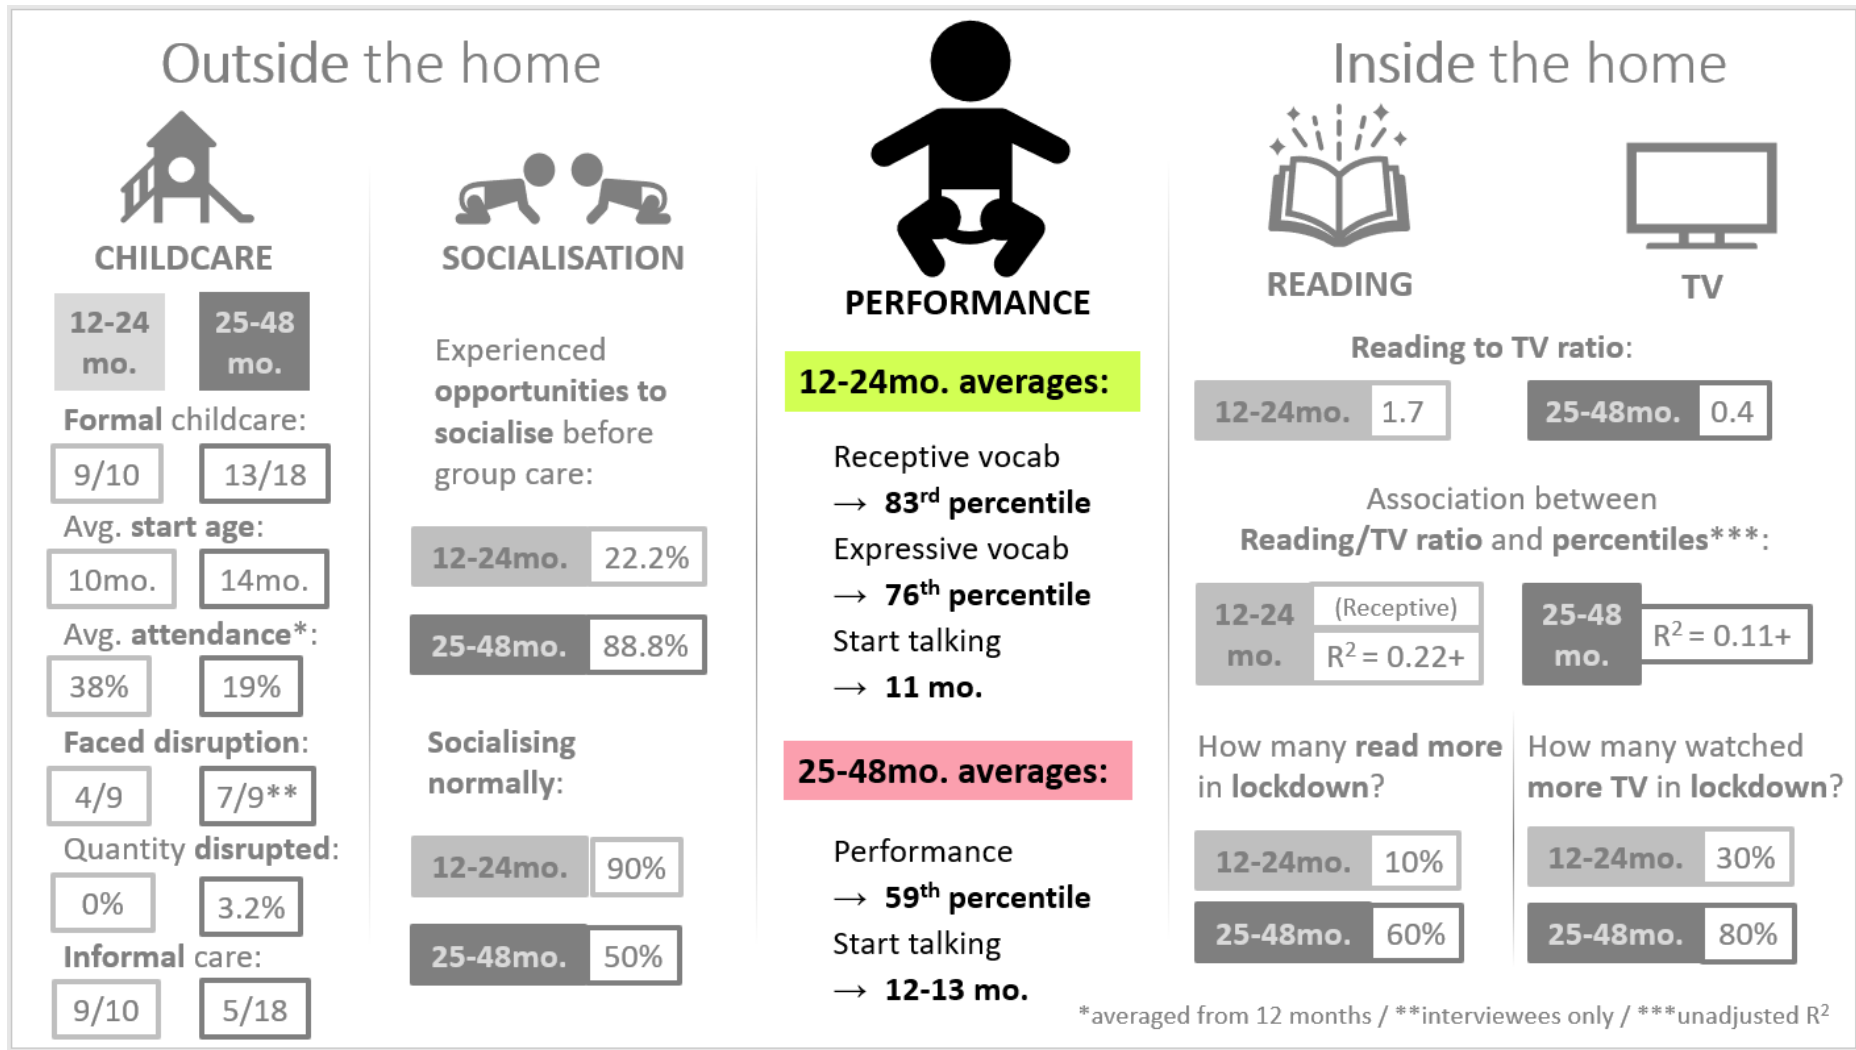 Outside the home
CHILDCARE
12-24
mo.
25-48
mo.
Formal childcare:
9/10
13/18
Avg. start age:
10mo.
14mo.
Avg. attendance*:
38%
19%
Faced disruption:
4/9
7/9**
Quantity disrupted:
0%
3.2%
Informal care:
9/10
5/18
SOCIALISATION
Experienced
opportunities to
socialise before
group care:
12-24mo. 22.2%
25-48mo. 88.8%
Socialising
normally:
12-24mo. 90%
25-48mo. 50%
PERFORMANCE
12-24mo. averages:
Receptive vocab
→ 83rd percentile
Expressive vocab
→ 76th percentile
Start talking
→ 11 mo.
25-48mo. averages:
Performance
→ 59th percentile
Start talking
→ 12-13 mo.
Inside the home
READING
TV
Reading to TV ratio:
12-24mo. 1.7
25-48mo. 0.4
Association between
Reading/TV ratio and percentiles***:
12-24
mo.
(Receptive)
R² = 0.22+
25-48
mo.
R² = 0.11+
How many read more
in lockdown?
12-24mo. 10%
25-48mo. 60%
How many watched
more TV in lockdown?
12-24mo. 30%
25-48mo. 80%
*averaged from 12 months / **interviewees only / ***unadjusted R²